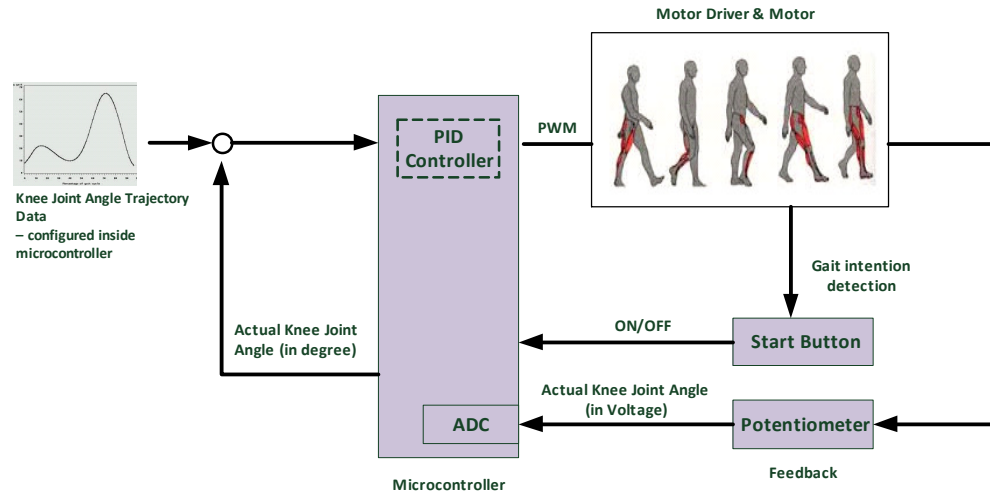 Motor Driver & Motor
PID
Controller
PWM
Knee Joint Angle Trajectory
Data
– configured inside
microcontroller
Gait intention
detection
Actual Knee Joint
Angle (in degree)
ON/OFF
Start Button
Actual Knee Joint Angle
(in Voltage)
ADC
Potentiometer
Feedback
Microcontroller